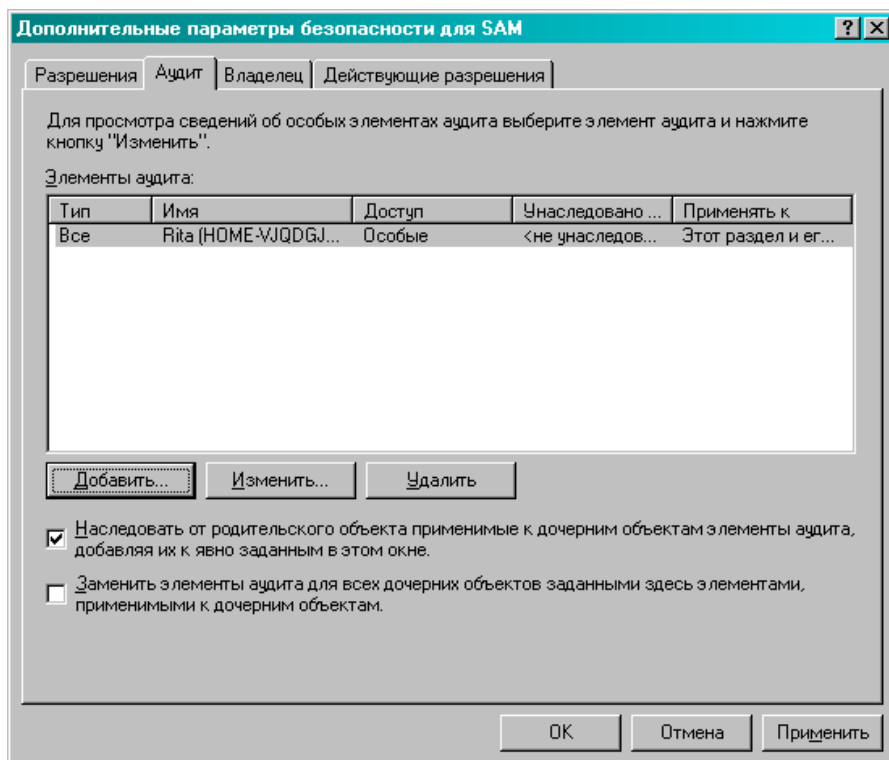 Дополнительные параметры безопасности для SAM
Разрешения Аудит Владелец Действующие разрешения
Для просмотра сведений об особых элементах аудита выберите элемент аудита и нажмите
кнопку "Изменить".
Элементы аудита:
Тип Имя Доступ Унаследовано ... Применять к
Все Rita (HOME-VJQDGJ... Особые <не унаследов... Этот раздел и ег...
Добавить... Изменить... Удалить
Наследовать от родительского объекта применимые к дочерним объектам элементы аудита,
добавляя их к явно заданным в этом окне.
Заменить элементы аудита для всех дочерних объектов заданными здесь элементами,
применимыми к дочерним объектам.
OK Отмена Применить